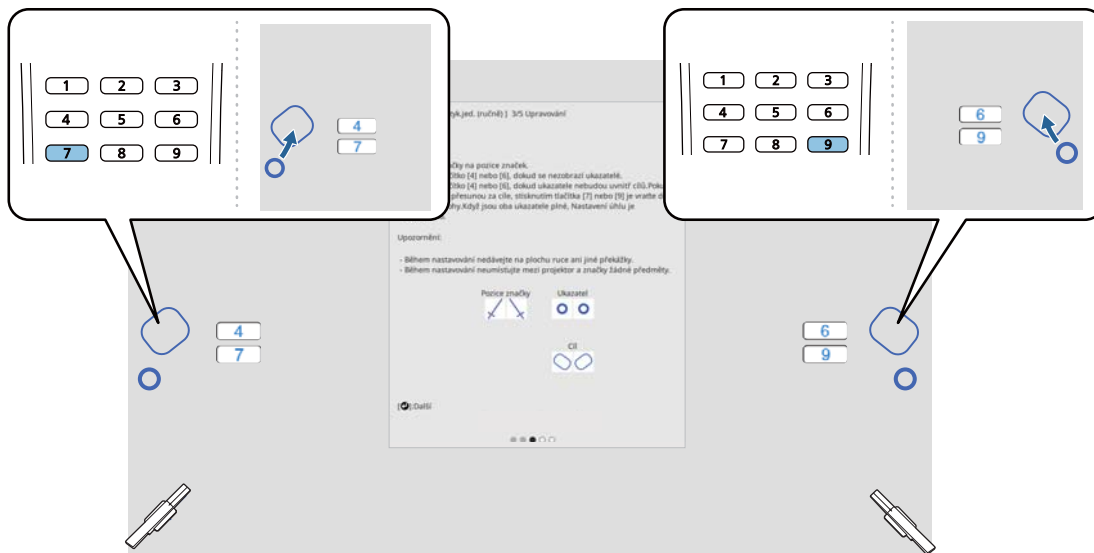 1 2 3
4 5 6
7 8 9
4
7
1 2 3
4 5 6
7 8 9
6
9
tyk.jed. (ručně) ] 3/5 Upravování
čky na pozice značek.
čítko [4] nebo [6], dokud se nezobrazí ukazatelé.
čítko [4] nebo [6], dokud ukazatele nebudou uvnitř cílů.Poku
přesunou za cíle, stisknutím tlačítka [7] nebo [9] je vraťte d
hy.Když jsou oba ukazatele plné, Nastavení úhlu je
Upozornění:
- Během nastavování nedávejte na plochu ruce ani jiné překážky.
- Během nastavování neumísťujte mezi projektor a značky žádné předměty.
Pozice značky Ukazatel
Cíl
[ ]:Další
4
7
6
9